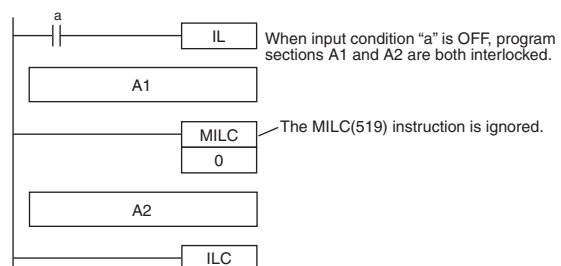 a
IL
When input condition “a” is OFF, program
sections A1 and A2 are both interlocked.
A1
MILC
The MILC(519) instruction is ignored.
0
A2
ILC